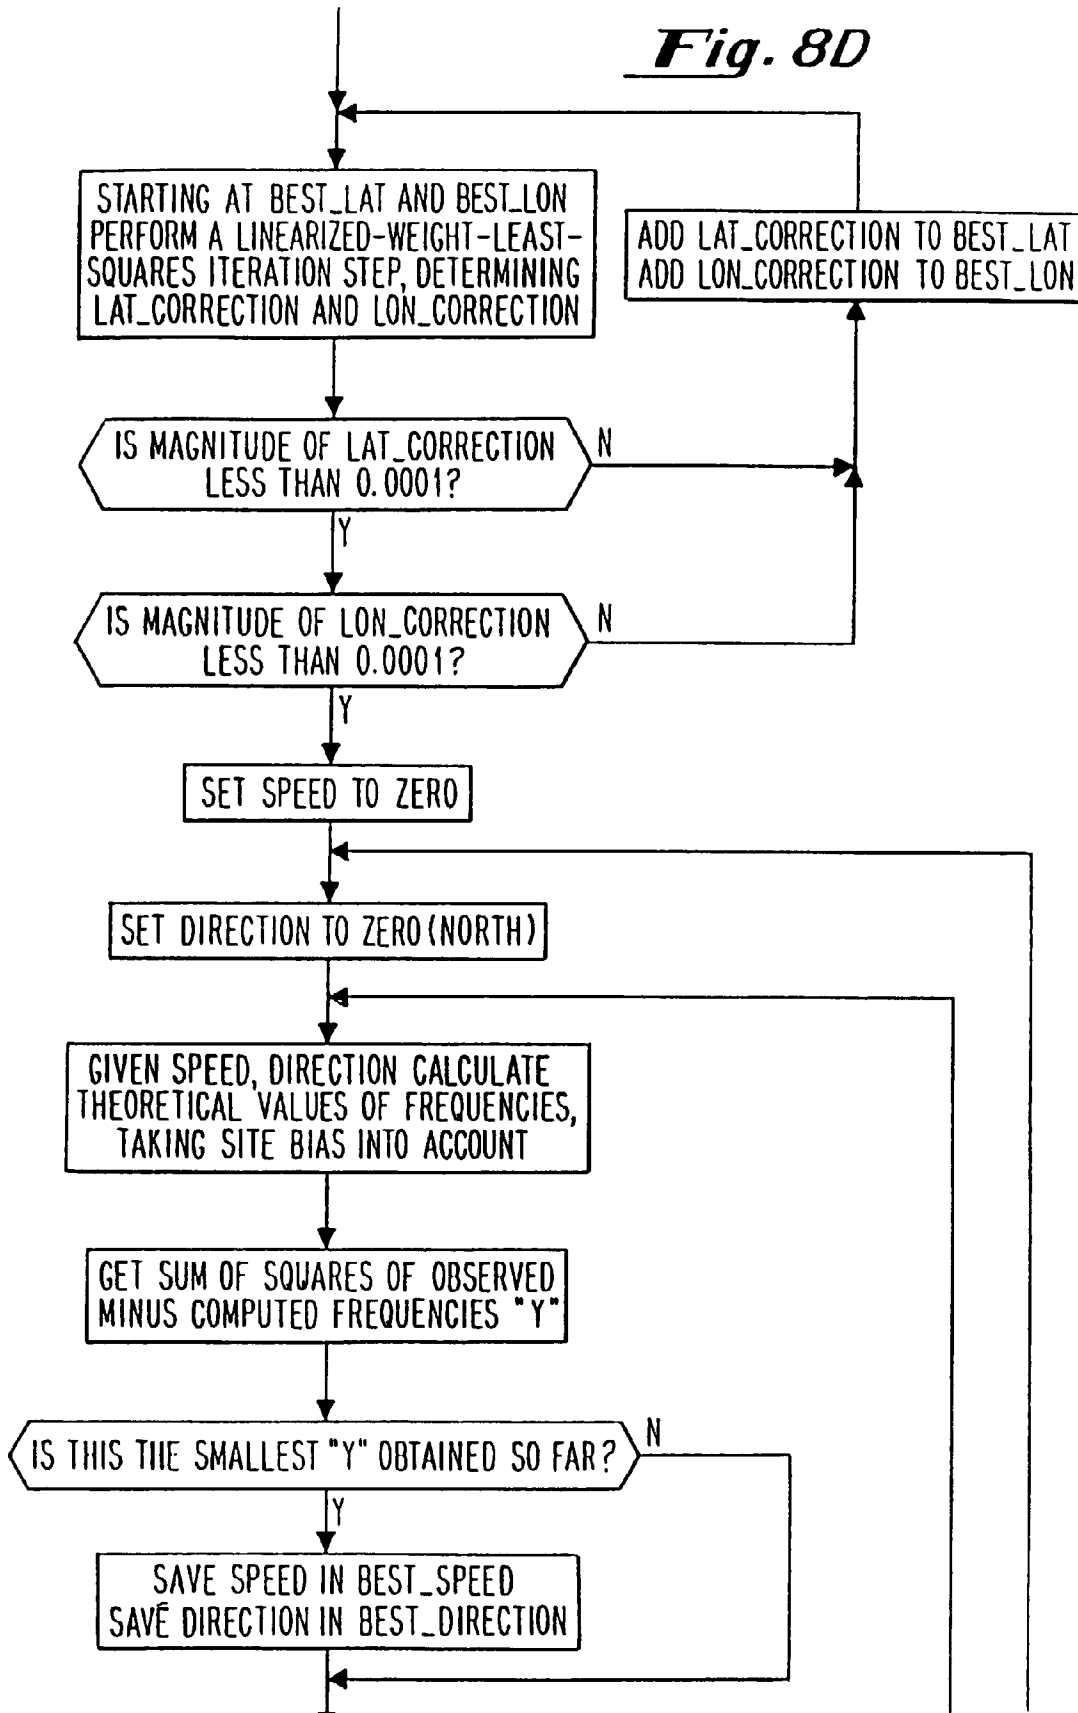 Fig. 8D
STARTING AT BEST_LAT AND BEST_LON
PERFORM A LINEARIZED-WEIGHT-LEAST-
SQUARES ITERATION STEP, DETERMINING
LAT_CORRECTION AND LON_CORRECTION
ADD LAT_CORRECTION TO BEST_LAT
ADD LON_CORRECTION TO BEST_LON
IS MAGNITUDE OF LAT_CORRECTION
LESS THAN 0.0001?
N
Y
IS MAGNITUDE OF LON_CORRECTION
LESS THAN 0.0001?
N
Y
SET SPEED TO ZERO
SET DIRECTION TO ZERO (NORTH)
GIVEN SPEED, DIRECTION CALCULATE
THEORETICAL VALUES OF FREQUENCIES,
TAKING SITE BIAS INTO ACCOUNT
GET SUM OF SQUARES OF OBSERVED
MINUS COMPUTED FREQUENCIES "Y"
IS THIS THE SMALLEST "Y" OBTAINED SO FAR?
N
Y
SAVE SPEED IN BEST_SPEED
SAVE DIRECTION IN BEST_DIRECTION